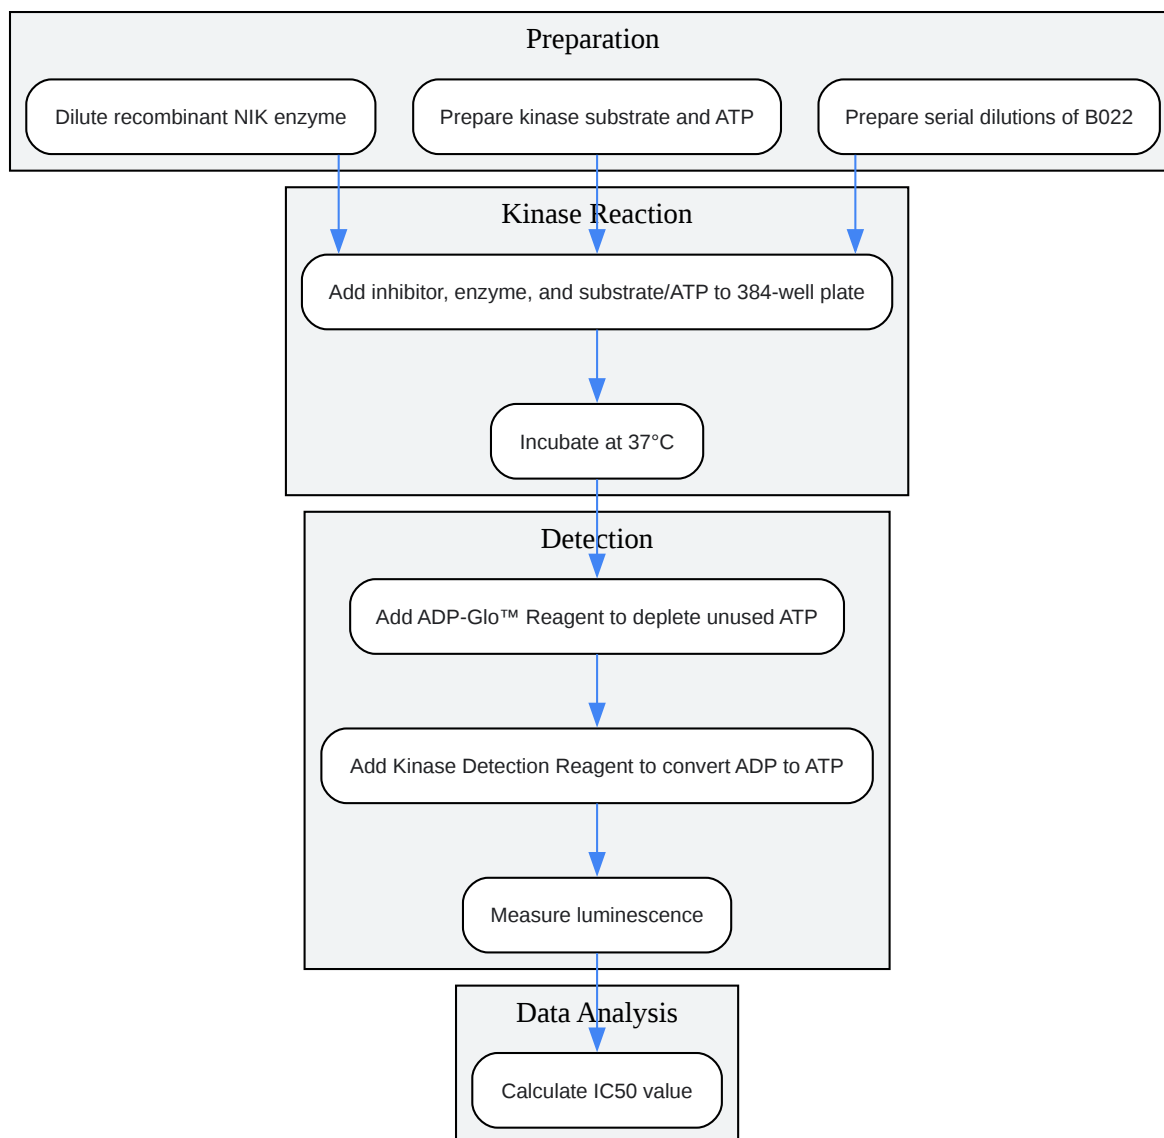 Preparation
Dilute recombinant NIK enzyme
Prepare kinase substrate and ATP
Prepare serial dilutions of B022
Kinase Reaction
Add inhibitor, enzyme, and substrate/ATP to 384-well plate
Incubate at 37°C
Detection
Add ADP-Glo™ Reagent to deplete unused ATP
Add Kinase Detection Reagent to convert ADP to ATP
Measure luminescence
Data Analysis
Calculate IC50 value